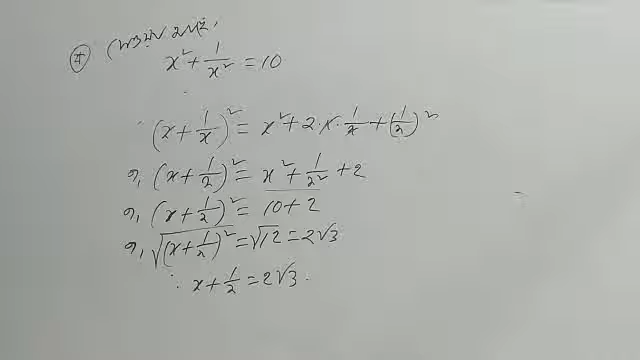 ক দেওয়া আছে,
x² + 1/x² = 10
(x + 1/x)² = x² + 2·x·1/x + (1/x)²
বা, (x + 1/x)² = x² + 1/x² + 2
বা, (x + 1/x)² = 10 + 2
বা, √(x + 1/x)² = √12 = 2√3
∴ x + 1/x = 2√3.